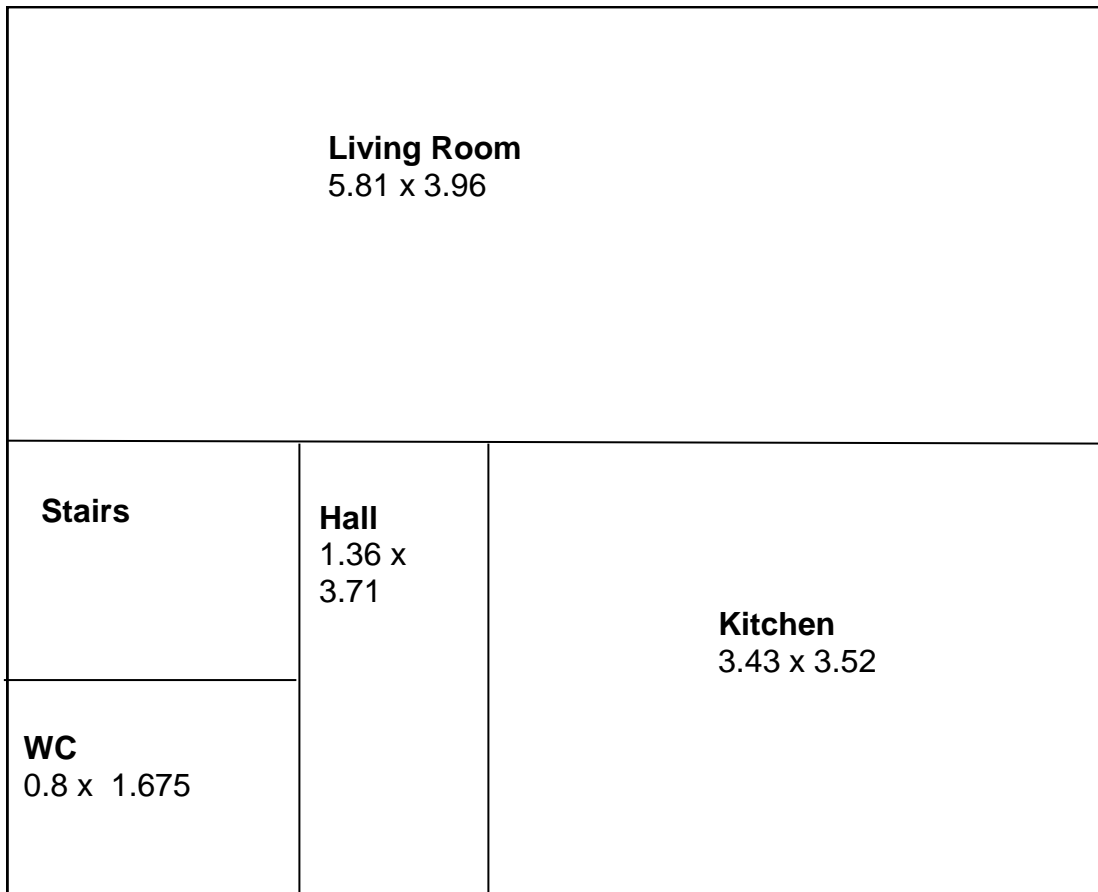 Living Room
5.81 x 3.96
Stairs
Hall
1.36 x
3.71
Kitchen
3.43 x 3.52
WC
0.8 x  1.675